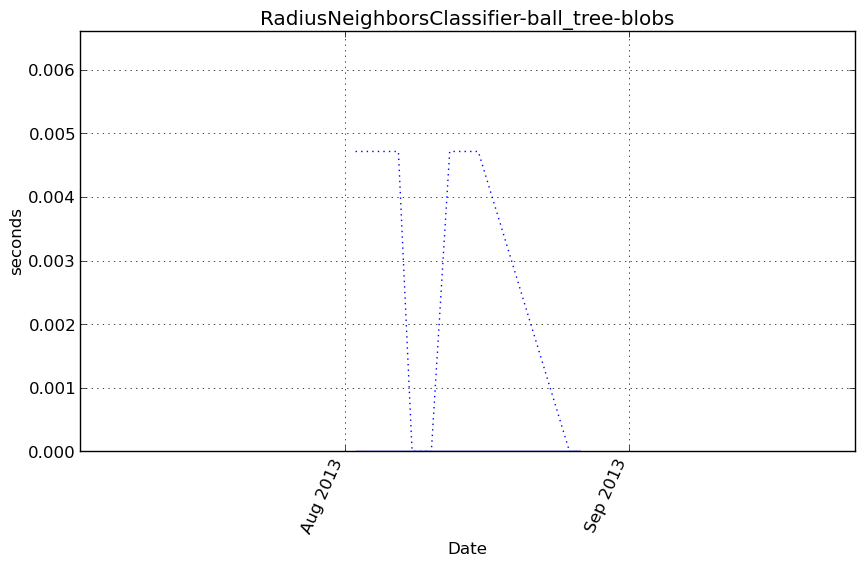 RadiusNeighborsClassifier-ball_tree-blobs
0.006
0.005
0.004
0.003
0.002
0.001
0.000
seconds
Aug 2013
Sep 2013
Date